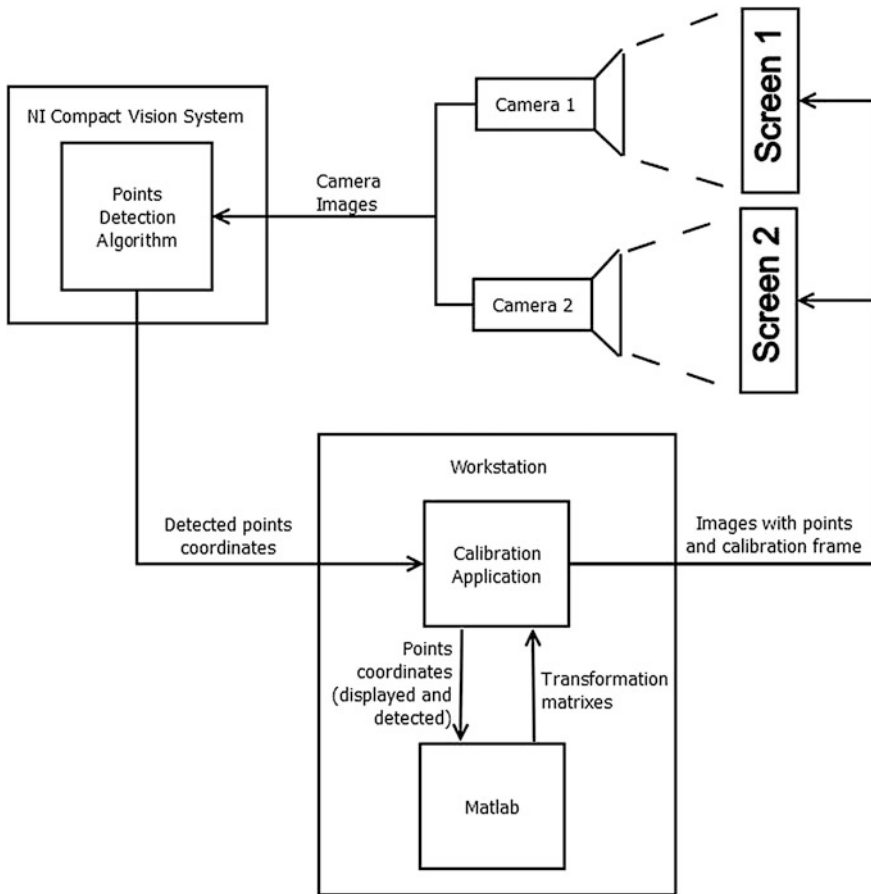 Screen 1
Camera 1
NI Compact Vision System
Points
Detection
Algorithm
Camera
Images
Screen 2
Camera 2
Workstation
Detected points
coordinates
Calibration
Application
Images with points
and calibration frame
Points
coordinates
(displayed and
detected)
Transformation
matrixes
Matlab